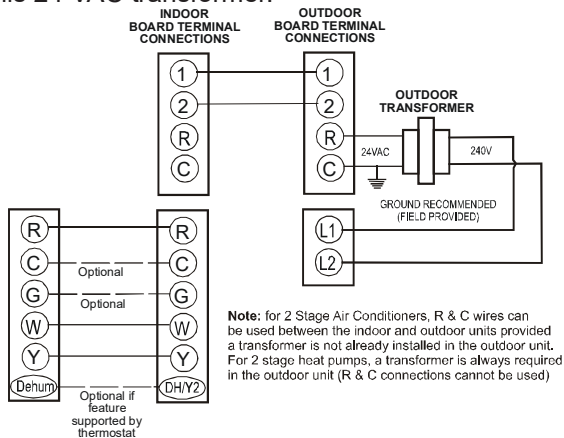 INDOOR
BOARD TERMINAL
CONNECTIONS
OUTDOOR
BOARD TERMINAL
CONNECTIONS
1
2
R
C
1
2
R
C
OUTDOOR
TRANSFORMER
24VAC
240V
GROUND RECOMMENDED
(FIELD PROVIDED)
L1
L2
R
R
C
Optional
C
G
Optional
G
W
W
Y
Y
Dehum
DH/Y2
Optional if
feature
supported by
thermostat
Note: for 2 Stage Air Conditioners, R & C wires can
be used between the indoor and outdoor units provided
a transformer is not already installed in the outdoor unit.
For 2 stage heat pumps, a transformer is always required
in the outdoor unit (R & C connections cannot be used)